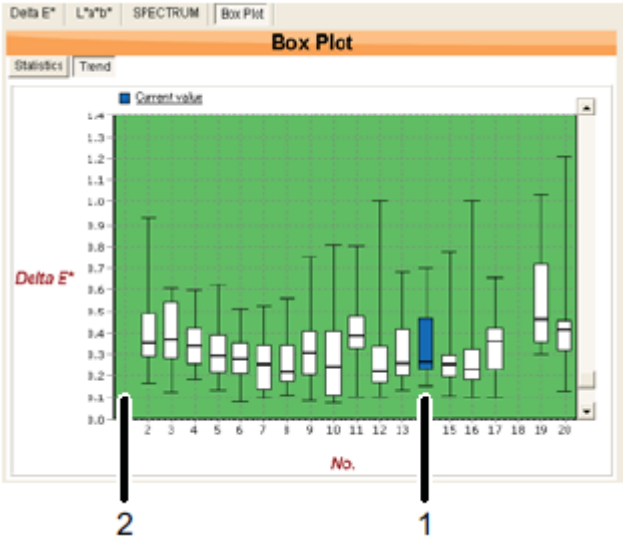 Delta E* L*a*b* SPECTRUM Box Plot
Box Plot
Statistics Trend
Current value
1.4
1.3
1.2
1.1
1.0
0.9
0.8
0.7
0.6
0.5
0.4
0.3
0.2
0.1
0.0
Delta E*
2 3 4 5 6 7 8 9 10 11 12 13 15 16 17 18 19 20
No.
2 1